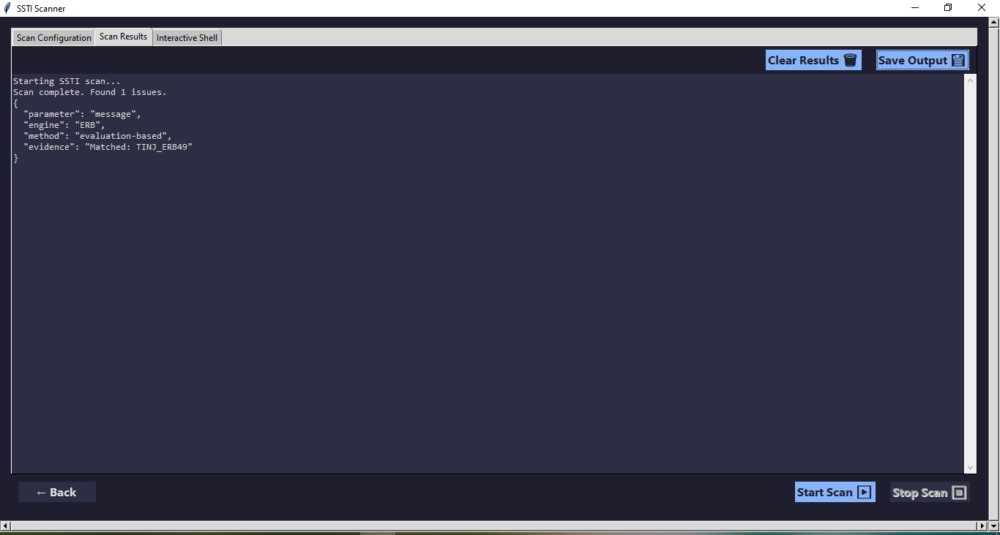 SSTI Scanner
Scan Configuration Scan Results Interactive Shell
Clear Results Save Output
Starting SSTI scan...
Scan complete. Found 1 issues.
{
  "parameter": "message",
  "engine": "ERB",
  "method": "evaluation-based",
  "evidence": "Matched: TINJ_ERB49"
}
← Back Start Scan Stop Scan